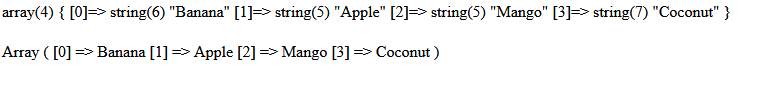 array(4) { [0]=> string(6) "Banana" [1]=> string(5) "Apple" [2]=> string(5) "Mango" [3]=> string(7) "Coconut" }
Array ( [0] => Banana [1] => Apple [2] => Mango [3] => Coconut )